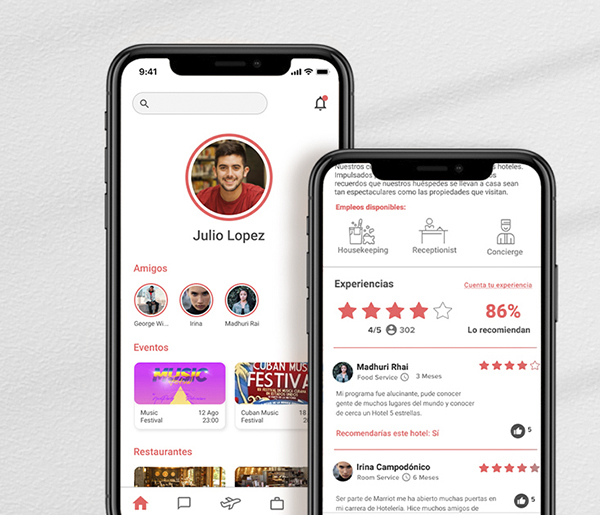 9:41
Julio Lopez
Amigos
George Wi...
Irina
Madhuri Rai
Eventos
MUSIC
Music
Festival
12 Ago
23:00
CUBAN MUSIC
FESTIVAL
Cuban Music
Festival
18
20
Restaurantes
hoteles.
Impulsados
recuerdos que nuestros huéspedes se llevan a casa sean
tan espectaculares como las propiedades que visitan.
Empleos disponibles:
Housekeeping
Receptionist
Concierge
Experiencias
Cuenta tu experiencia
4/5
302
86%
Lo recomiendan
Madhuri Rhai
Food Service
3 Meses
Mi programa fue alucinante, pude conocer
gente de muchos lugares del mundo y conocer
de cerca un Hotel 5 estrellas.
Recomendarías este hotel: Sí
5
Irina Campodónico
Room Service
6 Meses
Ser parte de Marriot me ha abierto muchas puertas en
mi carrera de Hotelería. Hice muchos amigos de
5